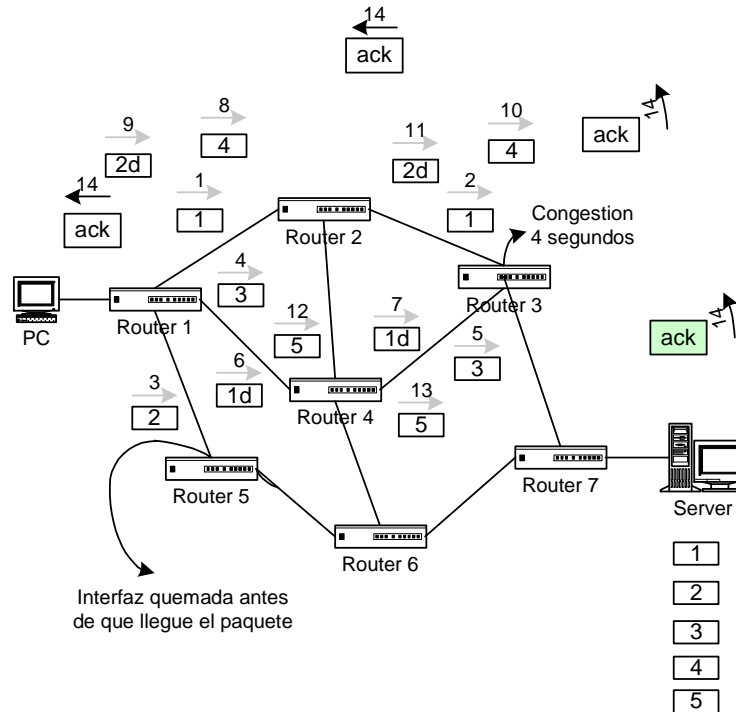 14
ack
8
4
10
4
14
ack
9
2d
11
2d
14
ack
1
1
2
1
Router 2
Congestion
4 segundos
PC
Router 1
4
3
12
5
7
1d
5
3
Router 3
14
ack
3
2
6
1d
Router 4
13
5
Router 5
Router 7
Server
Router 6
Interfaz quemada antes
de que llegue el paquete
1
2
3
4
5